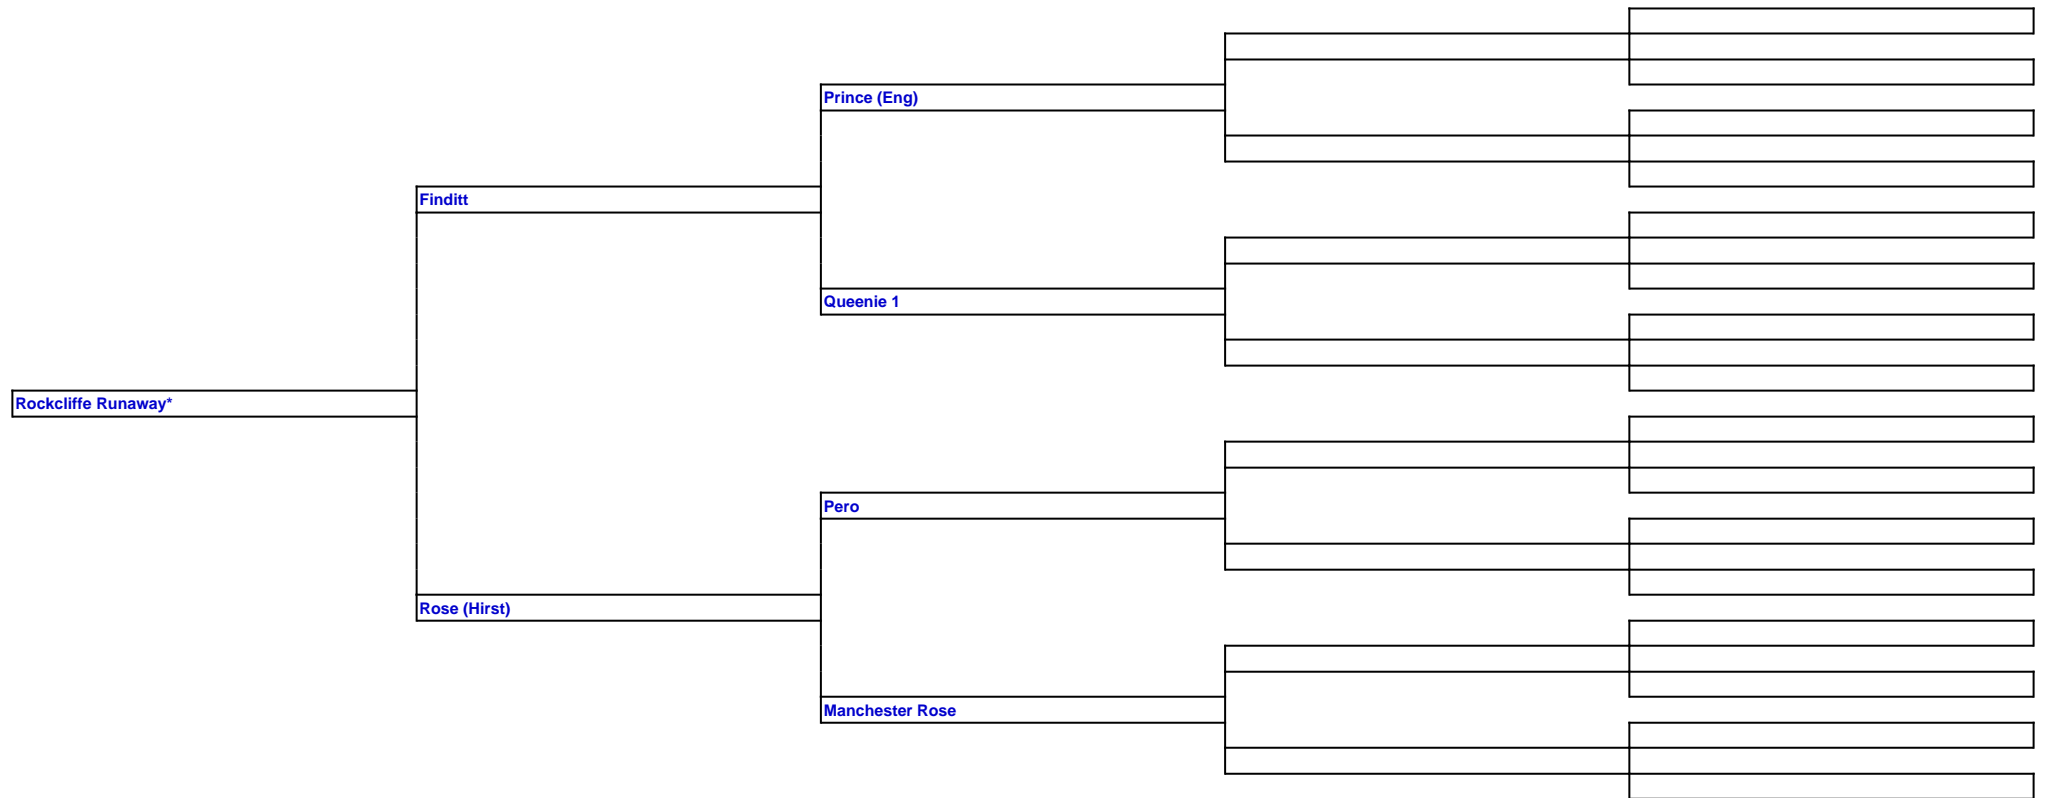 Prince (Eng)
Finditt
Queenie 1
Rockcliffe Runaway*
Pero
Rose (Hirst)
Manchester Rose